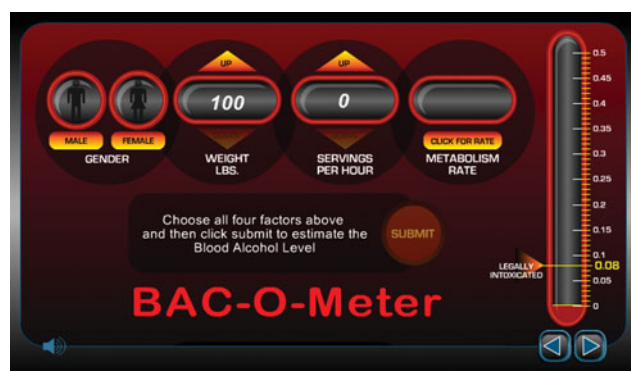 UP
UP
100
0
MALE
FEMALE
CLICK FOR RATE
GENDER
WEIGHT
LBS.
SERVINGS
PER HOUR
METABOLISM
RATE
Choose all four factors above
and then click submit to estimate the
Blood Alcohol Level
SUBMIT
BAC-O-Meter
0.5
0.45
0.4
0.35
0.3
0.25
0.2
0.15
0.1
LEGALLY
INTOXICATED
0.08
0.05
0